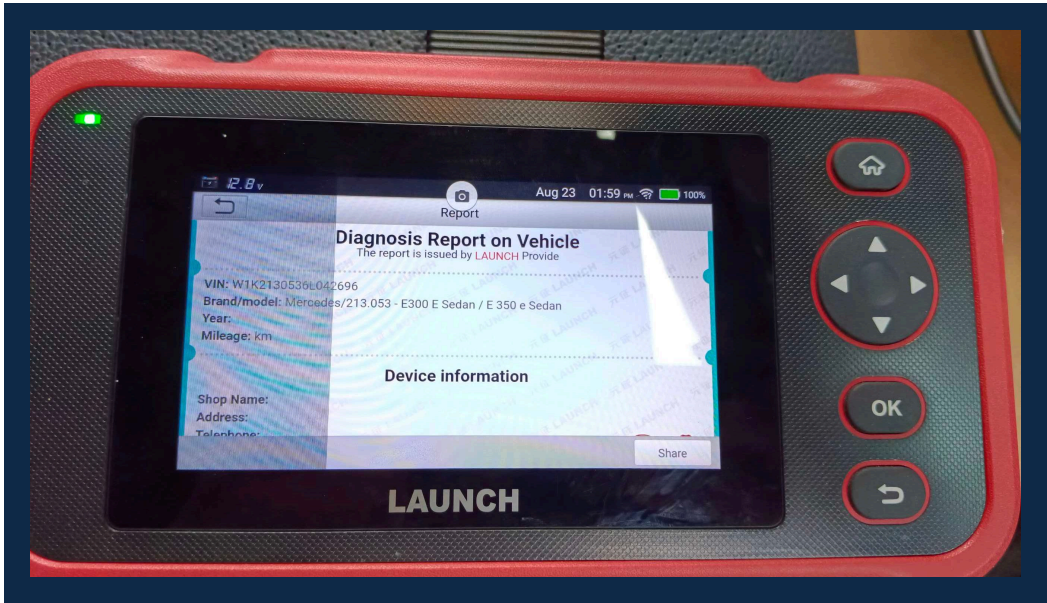 12.8 v
Aug 23 01:59 PM 100%
Report
Diagnosis Report on Vehicle
The report is issued by LAUNCH Provide
VIN: W1K2130536L042696
Brand/model: Mercedes/213.053 - E300 E Sedan / E 350 e Sedan
Year:
Mileage: km
Device information
Shop Name:
Address:
Telephone:
Share
OK
LAUNCH